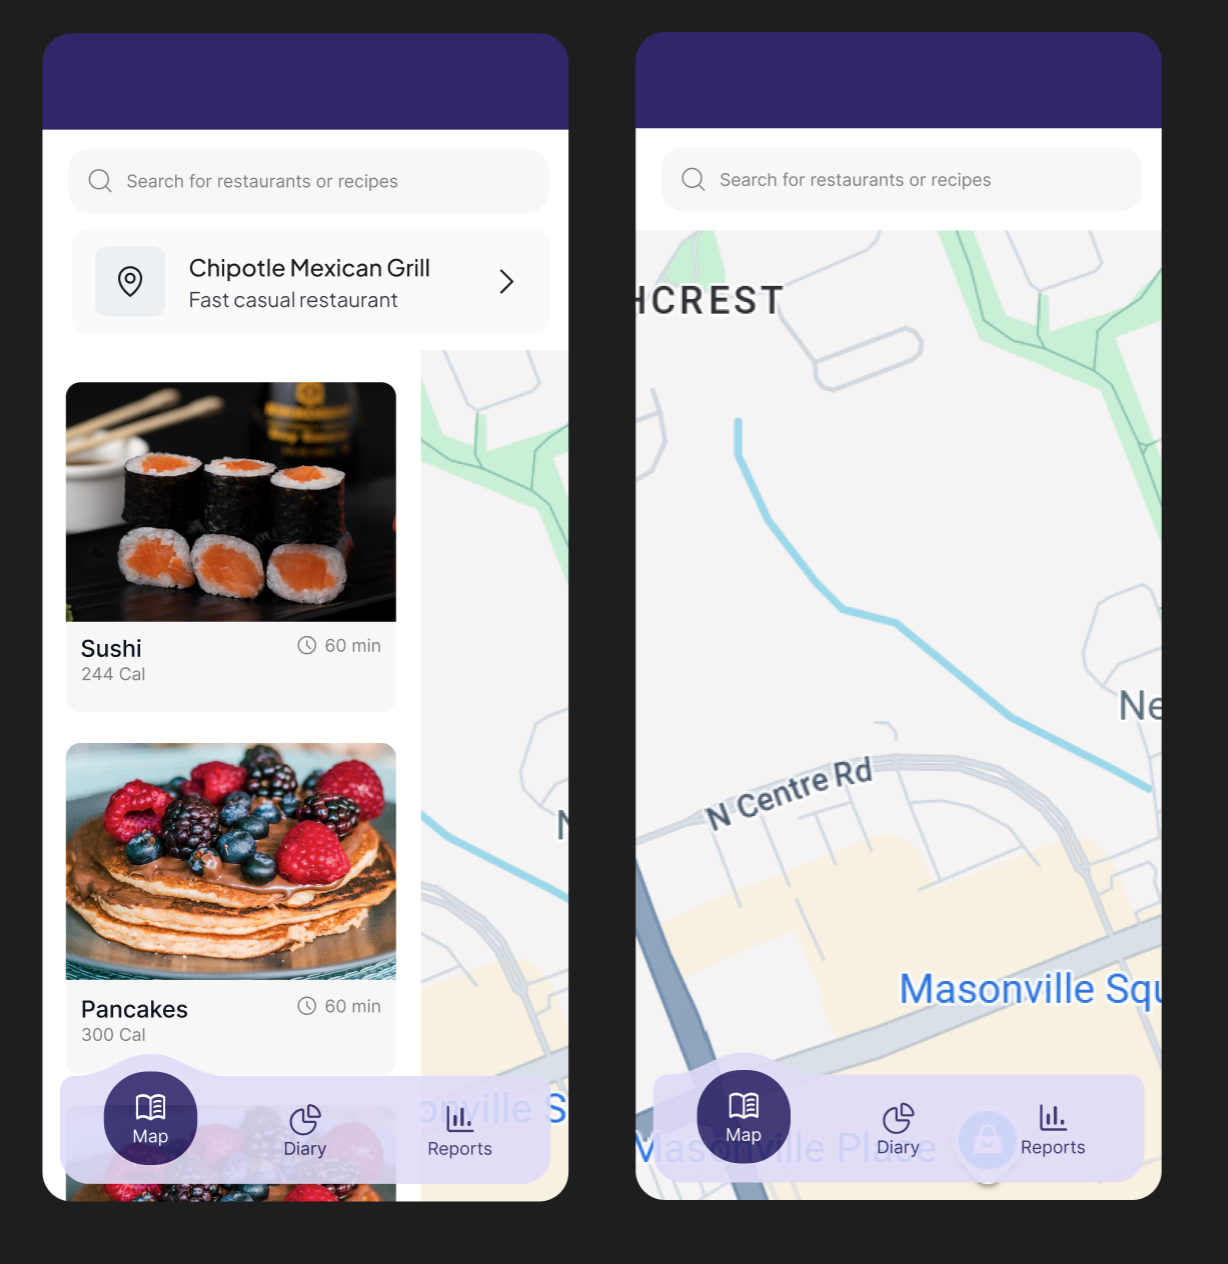 Search for restaurants or recipes
Chipotle Mexican Grill
Fast casual restaurant
Sushi
60 min
244 Cal
Pancakes
60 min
300 Cal
onville S
Map
Diary
Reports
Search for restaurants or recipes
HCREST
Ne
N Centre Rd
Masonville Squ
Masonville Place
Map
Diary
Reports